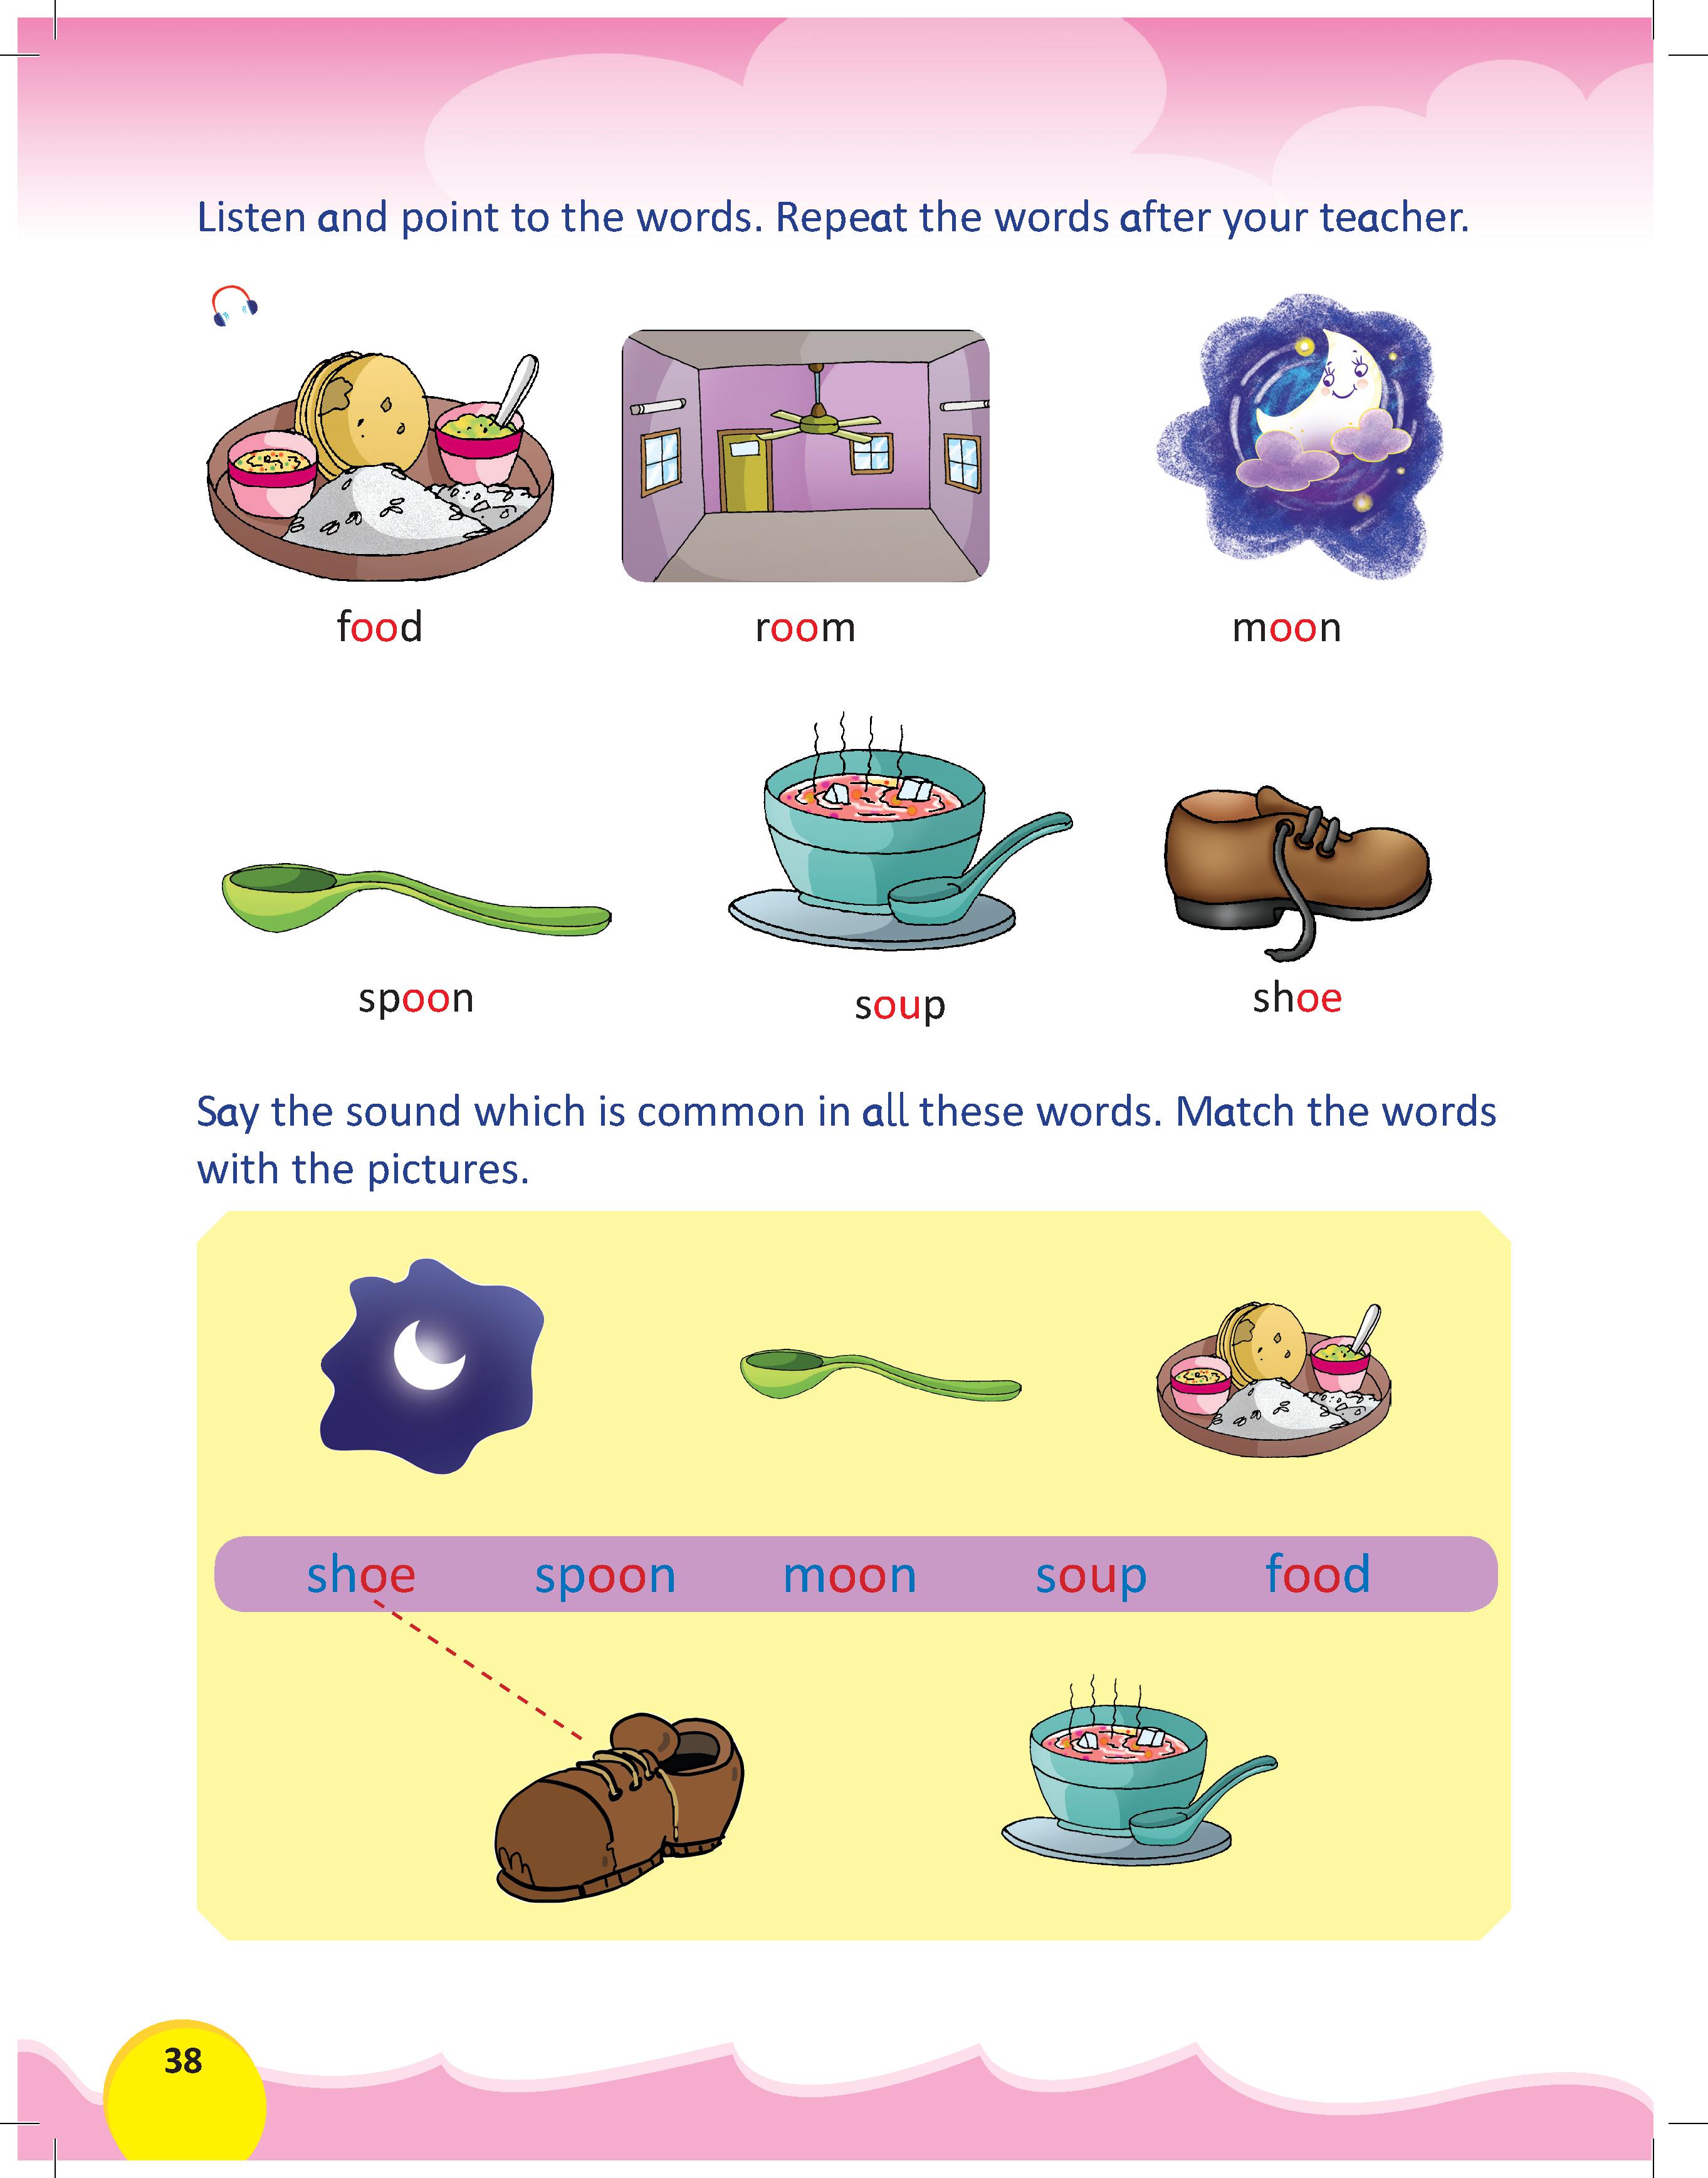 Listen and point to the words. Repeat the words after your teacher.
food room moon
spoon soup shoe
Say the sound which is common in all these words. Match the words
with the pictures.
shoe spoon moon soup food
38